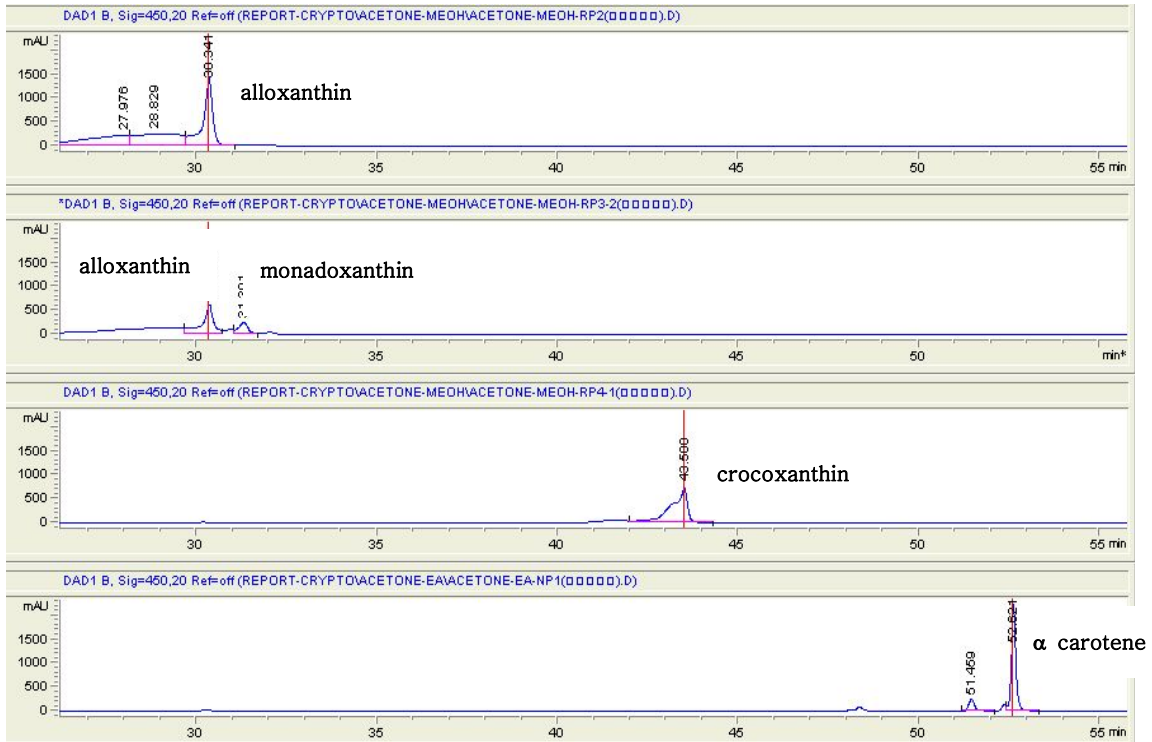 DAD1 B, Sig=450,20 Ref=off (REPORT-CRYPTO\ACETONE-MEOH\ACETONE-MEOH-RP2(□□□□□).D)
mAU
1500
1000
500
0
27.976
28.829
30.341
alloxanthin
30 35 40 45 50 55 min
*DAD1 B, Sig=450,20 Ref=off (REPORT-CRYPTO\ACETONE-MEOH\ACETONE-MEOH-RP3-2(□□□□□).D)
mAU
1500
1000
500
0
alloxanthin
monadoxanthin
30 35 40 45 50 min*
DAD1 B, Sig=450,20 Ref=off (REPORT-CRYPTO\ACETONE-MEOH\ACETONE-MEOH-RP4-1(□□□□□).D)
mAU
1500
1000
500
0
43.500
crocoxanthin
30 35 40 45 50 55 min
DAD1 B, Sig=450,20 Ref=off (REPORT-CRYPTO\ACETONE-EA\ACETONE-EA-NP1(□□□□□).D)
mAU
1500
1000
500
0
51.459
52.621
α carotene
30 35 40 45 50 55 min